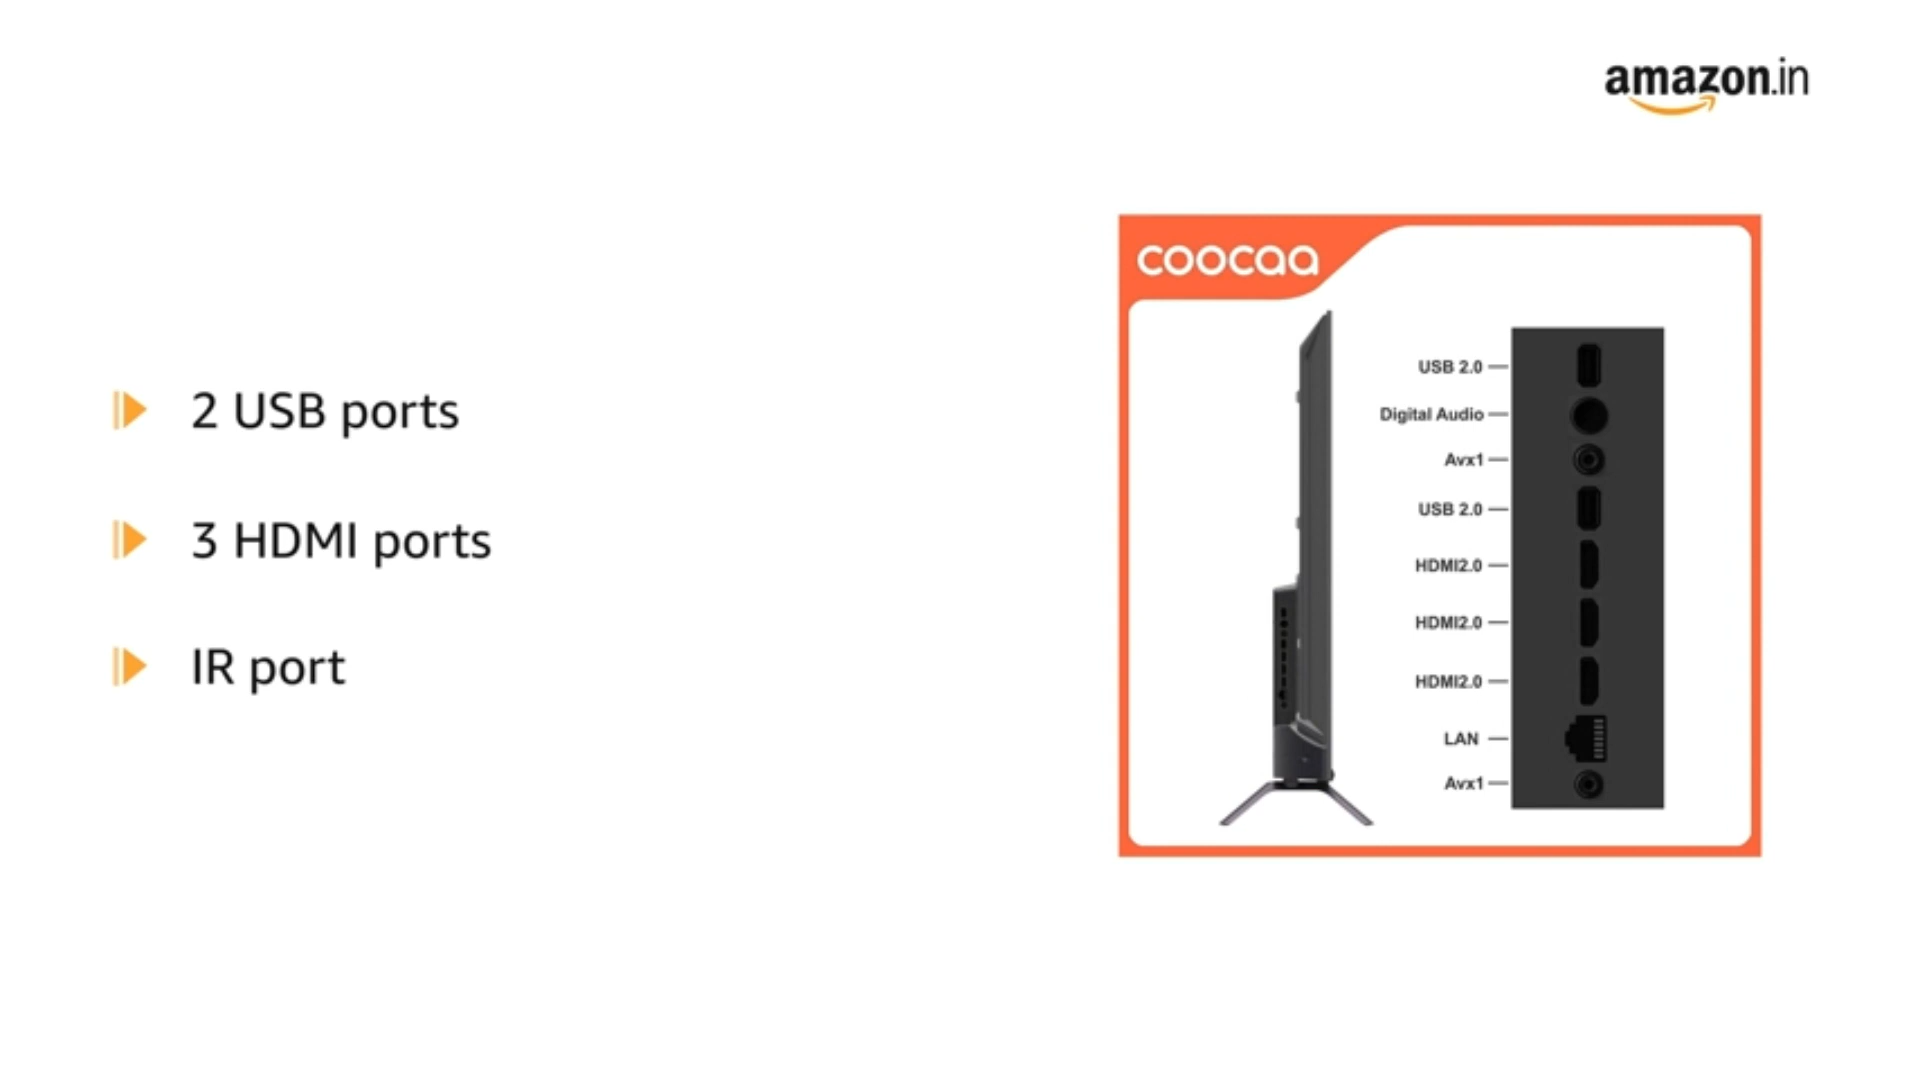 amazon.in
2 USB ports
3 HDMI ports
IR port
coocaa
USB 2.0
Digital Audio
Avx1
USB 2.0
HDMI2.0
HDMI2.0
HDMI2.0
LAN
Avx1